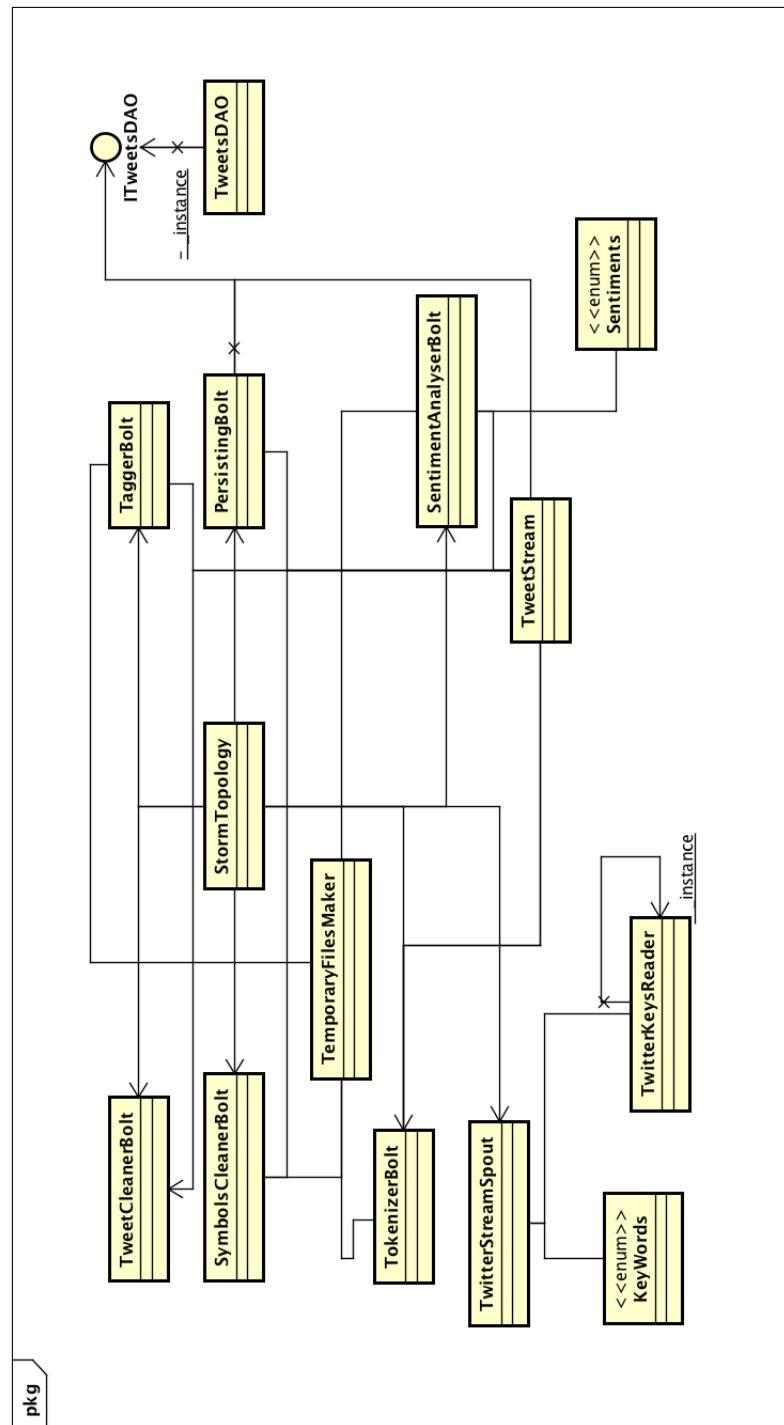 pkg
TweetCleanerBolt
TaggerBolt
ITweetsDAO
- _instance
SymbolsCleanerBolt
StormTopology
PersistingBolt
TweetsDAO
TemporaryFilesMaker
TokenizerBolt
SentimentAnalyserBolt
TwitterStreamSpout
TweetStream
<<enum>>
Sentiments
<<enum>>
KeyWords
TwitterKeysReader
_instance